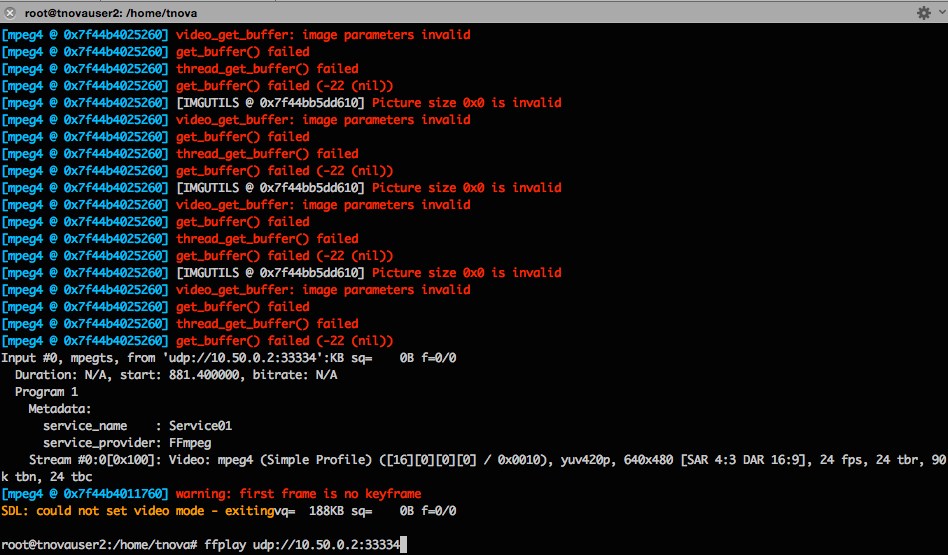 root@tnovauser2: /home/tnova
[mpeg4 @ 0x7f44b4025260] video_get_buffer: image parameters invalid
[mpeg4 @ 0x7f44b4025260] get_buffer() failed
[mpeg4 @ 0x7f44b4025260] thread_get_buffer() failed
[mpeg4 @ 0x7f44b4025260] get_buffer() failed (-22 (nil))
[mpeg4 @ 0x7f44b4025260] [IMGUTILS @ 0x7f44bb5dd610] Picture size 0x0 is invalid
[mpeg4 @ 0x7f44b4025260] video_get_buffer: image parameters invalid
[mpeg4 @ 0x7f44b4025260] get_buffer() failed
[mpeg4 @ 0x7f44b4025260] thread_get_buffer() failed
[mpeg4 @ 0x7f44b4025260] get_buffer() failed (-22 (nil))
[mpeg4 @ 0x7f44b4025260] [IMGUTILS @ 0x7f44bb5dd610] Picture size 0x0 is invalid
[mpeg4 @ 0x7f44b4025260] video_get_buffer: image parameters invalid
[mpeg4 @ 0x7f44b4025260] get_buffer() failed
[mpeg4 @ 0x7f44b4025260] thread_get_buffer() failed
[mpeg4 @ 0x7f44b4025260] get_buffer() failed (-22 (nil))
[mpeg4 @ 0x7f44b4025260] [IMGUTILS @ 0x7f44bb5dd610] Picture size 0x0 is invalid
[mpeg4 @ 0x7f44b4025260] video_get_buffer: image parameters invalid
[mpeg4 @ 0x7f44b4025260] get_buffer() failed
[mpeg4 @ 0x7f44b4025260] thread_get_buffer() failed
[mpeg4 @ 0x7f44b4025260] get_buffer() failed (-22 (nil))
Input #0, mpegts, from 'udp://10.50.0.2:33334':KB sq=    0B f=0/0
  Duration: N/A, start: 881.400000, bitrate: N/A
  Program 1
    Metadata:
      service_name    : Service01
      service_provider: FFmpeg
    Stream #0:0[0x100]: Video: mpeg4 (Simple Profile) ([16][0][0][0] / 0x0010), yuv420p, 640x480 [SAR 4:3 DAR 16:9], 24 fps, 24 tbr, 90
k tbn, 24 tbc
[mpeg4 @ 0x7f44b4011760] warning: first frame is no keyframe
SDL: could not set video mode - exitingvq=  188KB sq=    0B f=0/0
root@tnovauser2:/home/tnova# ffplay udp://10.50.0.2:33334